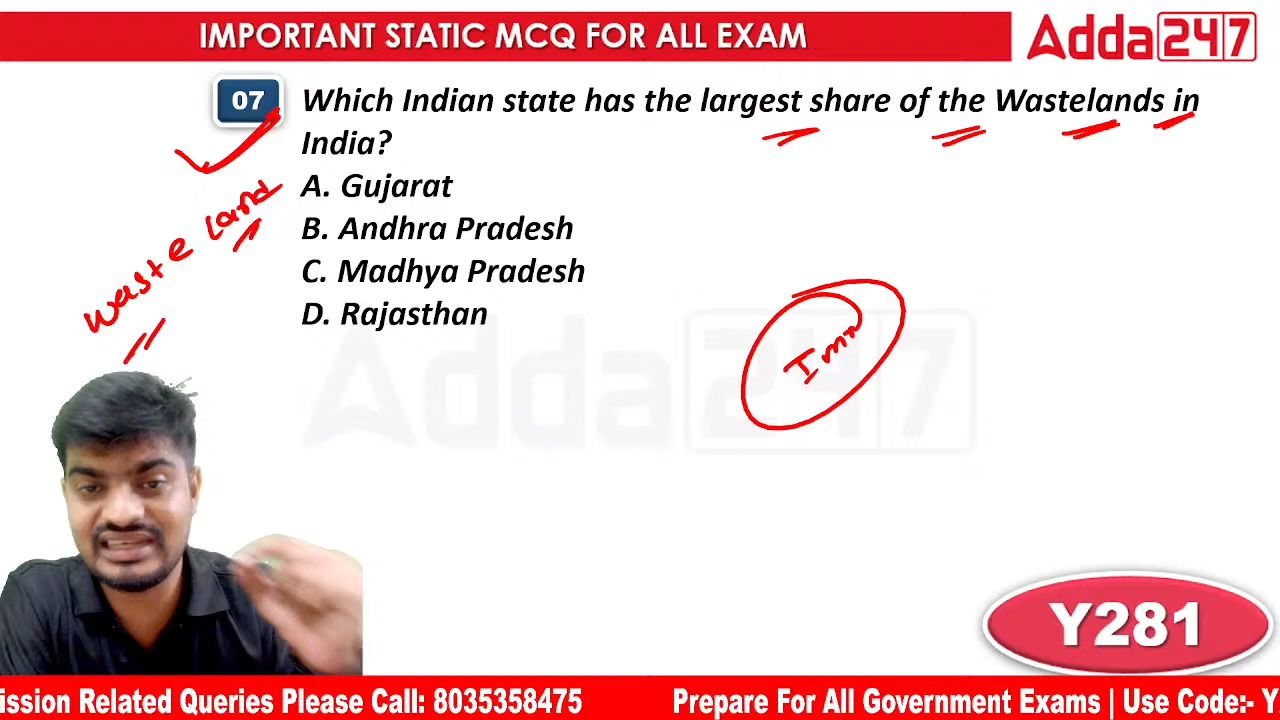 IMPORTANT STATIC MCQ FOR ALL EXAM
Adda247
07
Which Indian state has the largest share of the Wastelands in
India?
A. Gujarat
B. Andhra Pradesh
C. Madhya Pradesh
D. Rajasthan
Waste Land
Adda247
Y281
ission Related Queries Please Call: 8035358475 Prepare For All Government Exams | Use Code:- Y